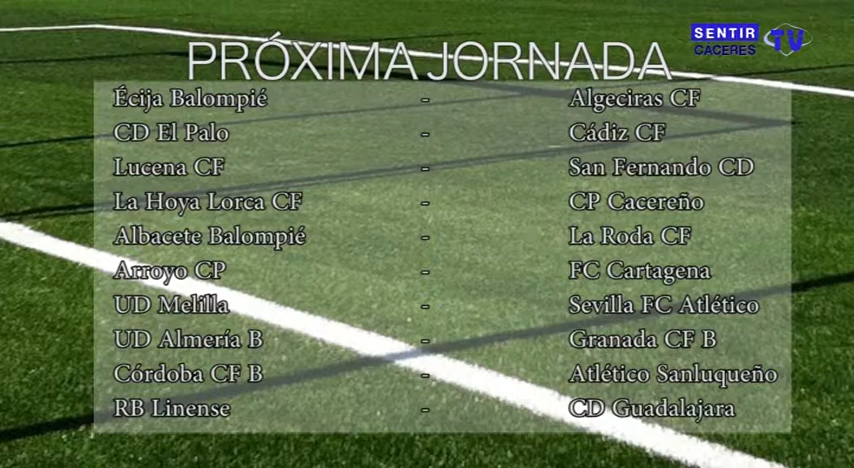 SENTIR
CACERES
TV
PRÓXIMA JORNADA
Écija Balompié - Algeciras CF
CD El Palo - Cádiz CF
Lucena CF - San Fernando CD
La Hoya Lorca CF - CP Cacereño
Albacete Balompié - La Roda CF
Arroyo CP - FC Cartagena
UD Melilla - Sevilla FC Atlético
UD Almería B - Granada CF B
Córdoba CF B - Atlético Sanluqueño
RB Linense - CD Guadalajara